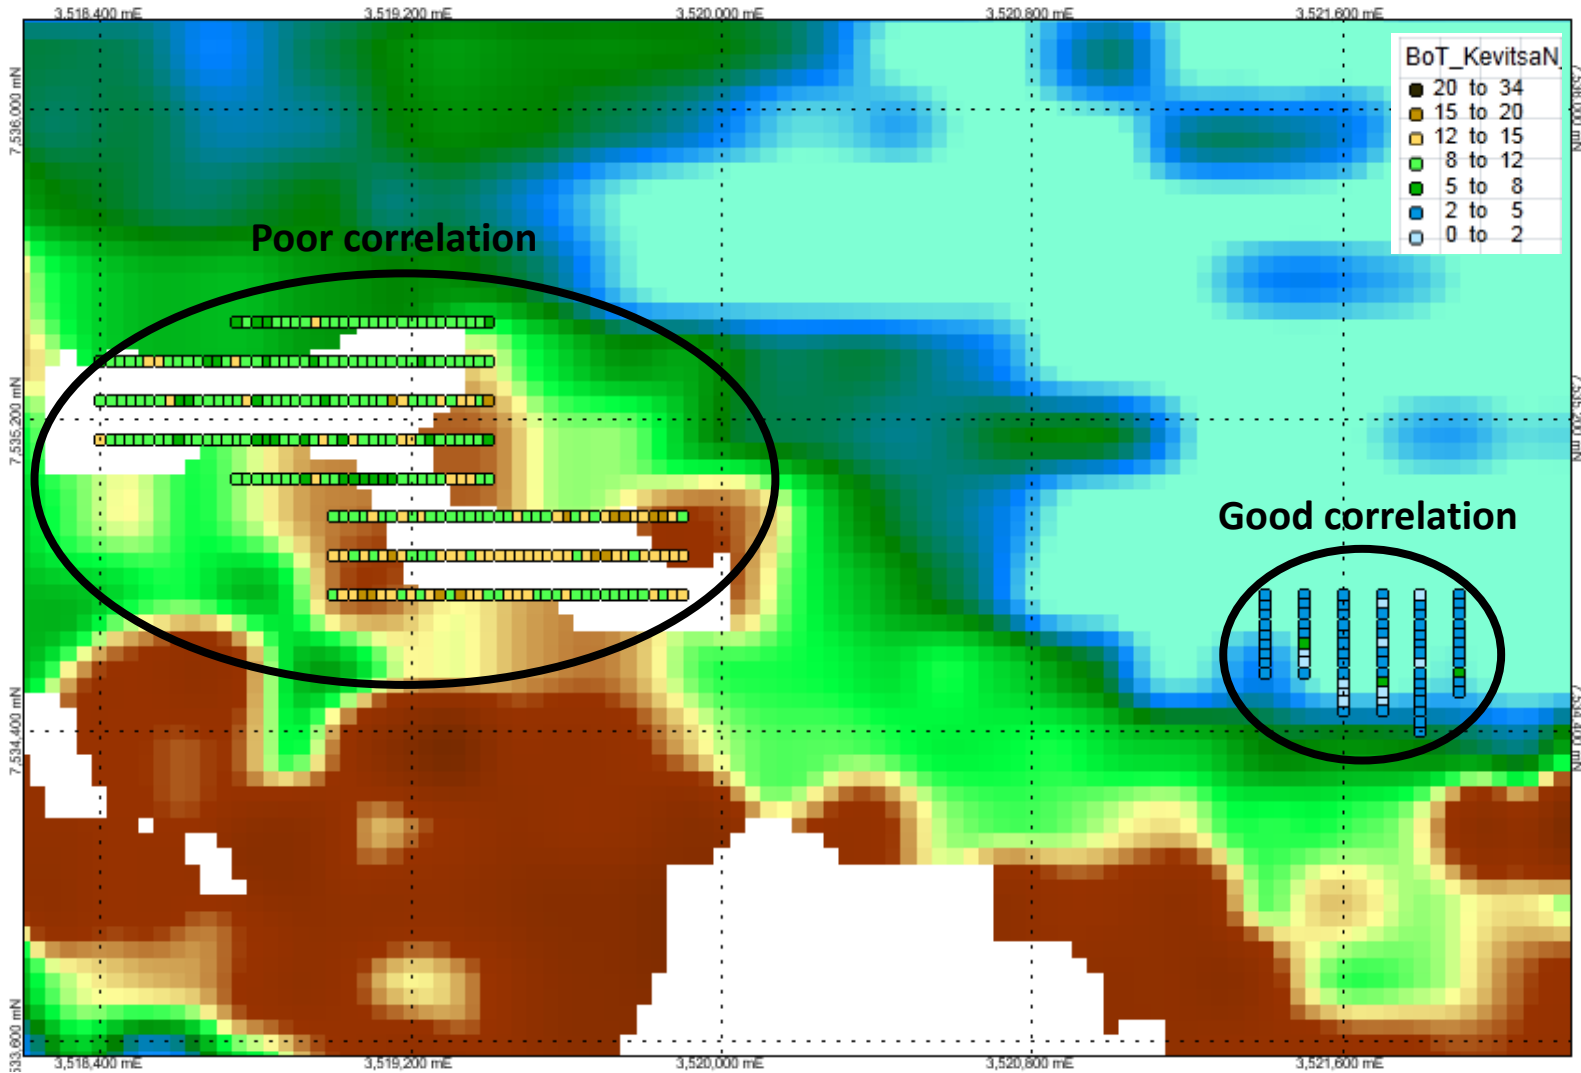 3,518,400 mE
3,519,200 mE
3,520,000 mE
3,520,800 mE
3,521,600 mE
BoT_KevitsaN_
20 to 34
15 to 20
12 to 15
8 to 12
5 to 8
2 to 5
0 to 2
7,536,000 mN
Poor correlation
7,535,200 mN
Good correlation
7,534,400 mN
533,600 mN
3,518,400 mE
3,519,200 mE
3,520,000 mE
3,520,800 mE
3,521,600 mE